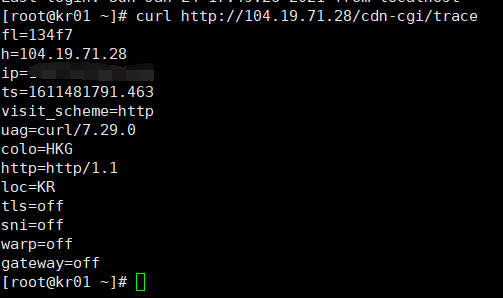 [root@kr01 ~]# curl http://104.19.71.28/cdn-cgi/trace
fl=134f7
h=104.19.71.28
ip=
ts=1611481791.463
visit_scheme=http
uag=curl/7.29.0
colo=HKG
http=http/1.1
loc=KR
tls=off
sni=off
warp=off
gateway=off
[root@kr01 ~]#